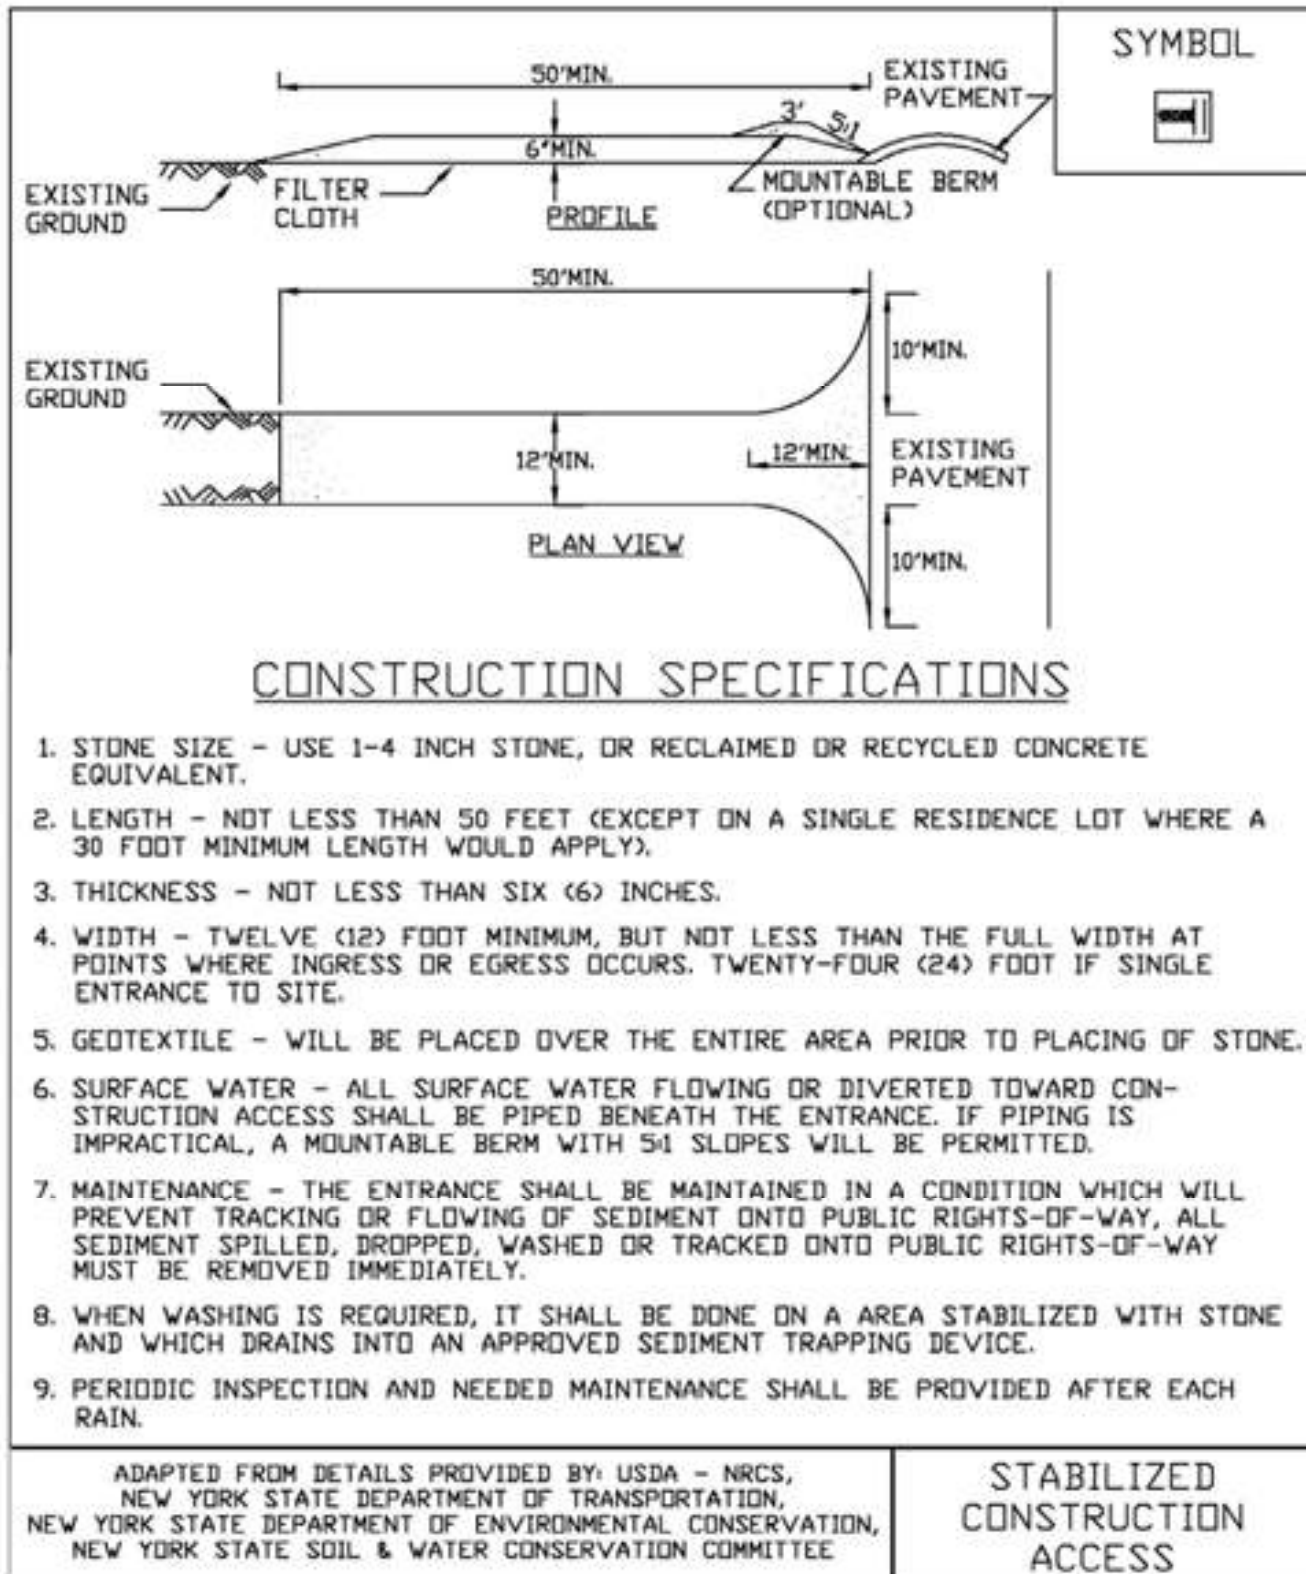 SYMBOL
50'MIN.
EXISTING
PAVEMENT
3'
5:1
6"MIN.
EXISTING
GROUND
FILTER
CLOTH
PROFILE
MOUNTABLE BERM
(OPTIONAL)
50'MIN.
10'MIN.
EXISTING
GROUND
12'MIN.
12'MIN.
EXISTING
PAVEMENT
PLAN VIEW
10'MIN.
CONSTRUCTION SPECIFICATIONS
1. STONE SIZE - USE 1-4 INCH STONE, OR RECLAIMED OR RECYCLED CONCRETE
EQUIVALENT.
2. LENGTH - NOT LESS THAN 50 FEET (EXCEPT ON A SINGLE RESIDENCE LOT WHERE A
30 FOOT MINIMUM LENGTH WOULD APPLY).
3. THICKNESS - NOT LESS THAN SIX (6) INCHES.
4. WIDTH - TWELVE (12) FOOT MINIMUM, BUT NOT LESS THAN THE FULL WIDTH AT
POINTS WHERE INGRESS OR EGRESS OCCURS. TWENTY-FOUR (24) FOOT IF SINGLE
ENTRANCE TO SITE.
5. GEOTEXTILE - WILL BE PLACED OVER THE ENTIRE AREA PRIOR TO PLACING OF STONE.
6. SURFACE WATER - ALL SURFACE WATER FLOWING OR DIVERTED TOWARD CON-
STRUCTION ACCESS SHALL BE PIPED BENEATH THE ENTRANCE. IF PIPING IS
IMPRACTICAL, A MOUNTABLE BERM WITH 5:1 SLOPES WILL BE PERMITTED.
7. MAINTENANCE - THE ENTRANCE SHALL BE MAINTAINED IN A CONDITION WHICH WILL
PREVENT TRACKING OR FLOWING OF SEDIMENT ONTO PUBLIC RIGHTS-OF-WAY, ALL
SEDIMENT SPILLED, DROPPED, WASHED OR TRACKED ONTO PUBLIC RIGHTS-OF-WAY
MUST BE REMOVED IMMEDIATELY.
8. WHEN WASHING IS REQUIRED, IT SHALL BE DONE ON A AREA STABILIZED WITH STONE
AND WHICH DRAINS INTO AN APPROVED SEDIMENT TRAPPING DEVICE.
9. PERIODIC INSPECTION AND NEEDED MAINTENANCE SHALL BE PROVIDED AFTER EACH
RAIN.
ADAPTED FROM DETAILS PROVIDED BY: USDA - NRCS,
NEW YORK STATE DEPARTMENT OF TRANSPORTATION,
NEW YORK STATE DEPARTMENT OF ENVIRONMENTAL CONSERVATION,
NEW YORK STATE SOIL & WATER CONSERVATION COMMITTEE
STABILIZED
CONSTRUCTION
ACCESS